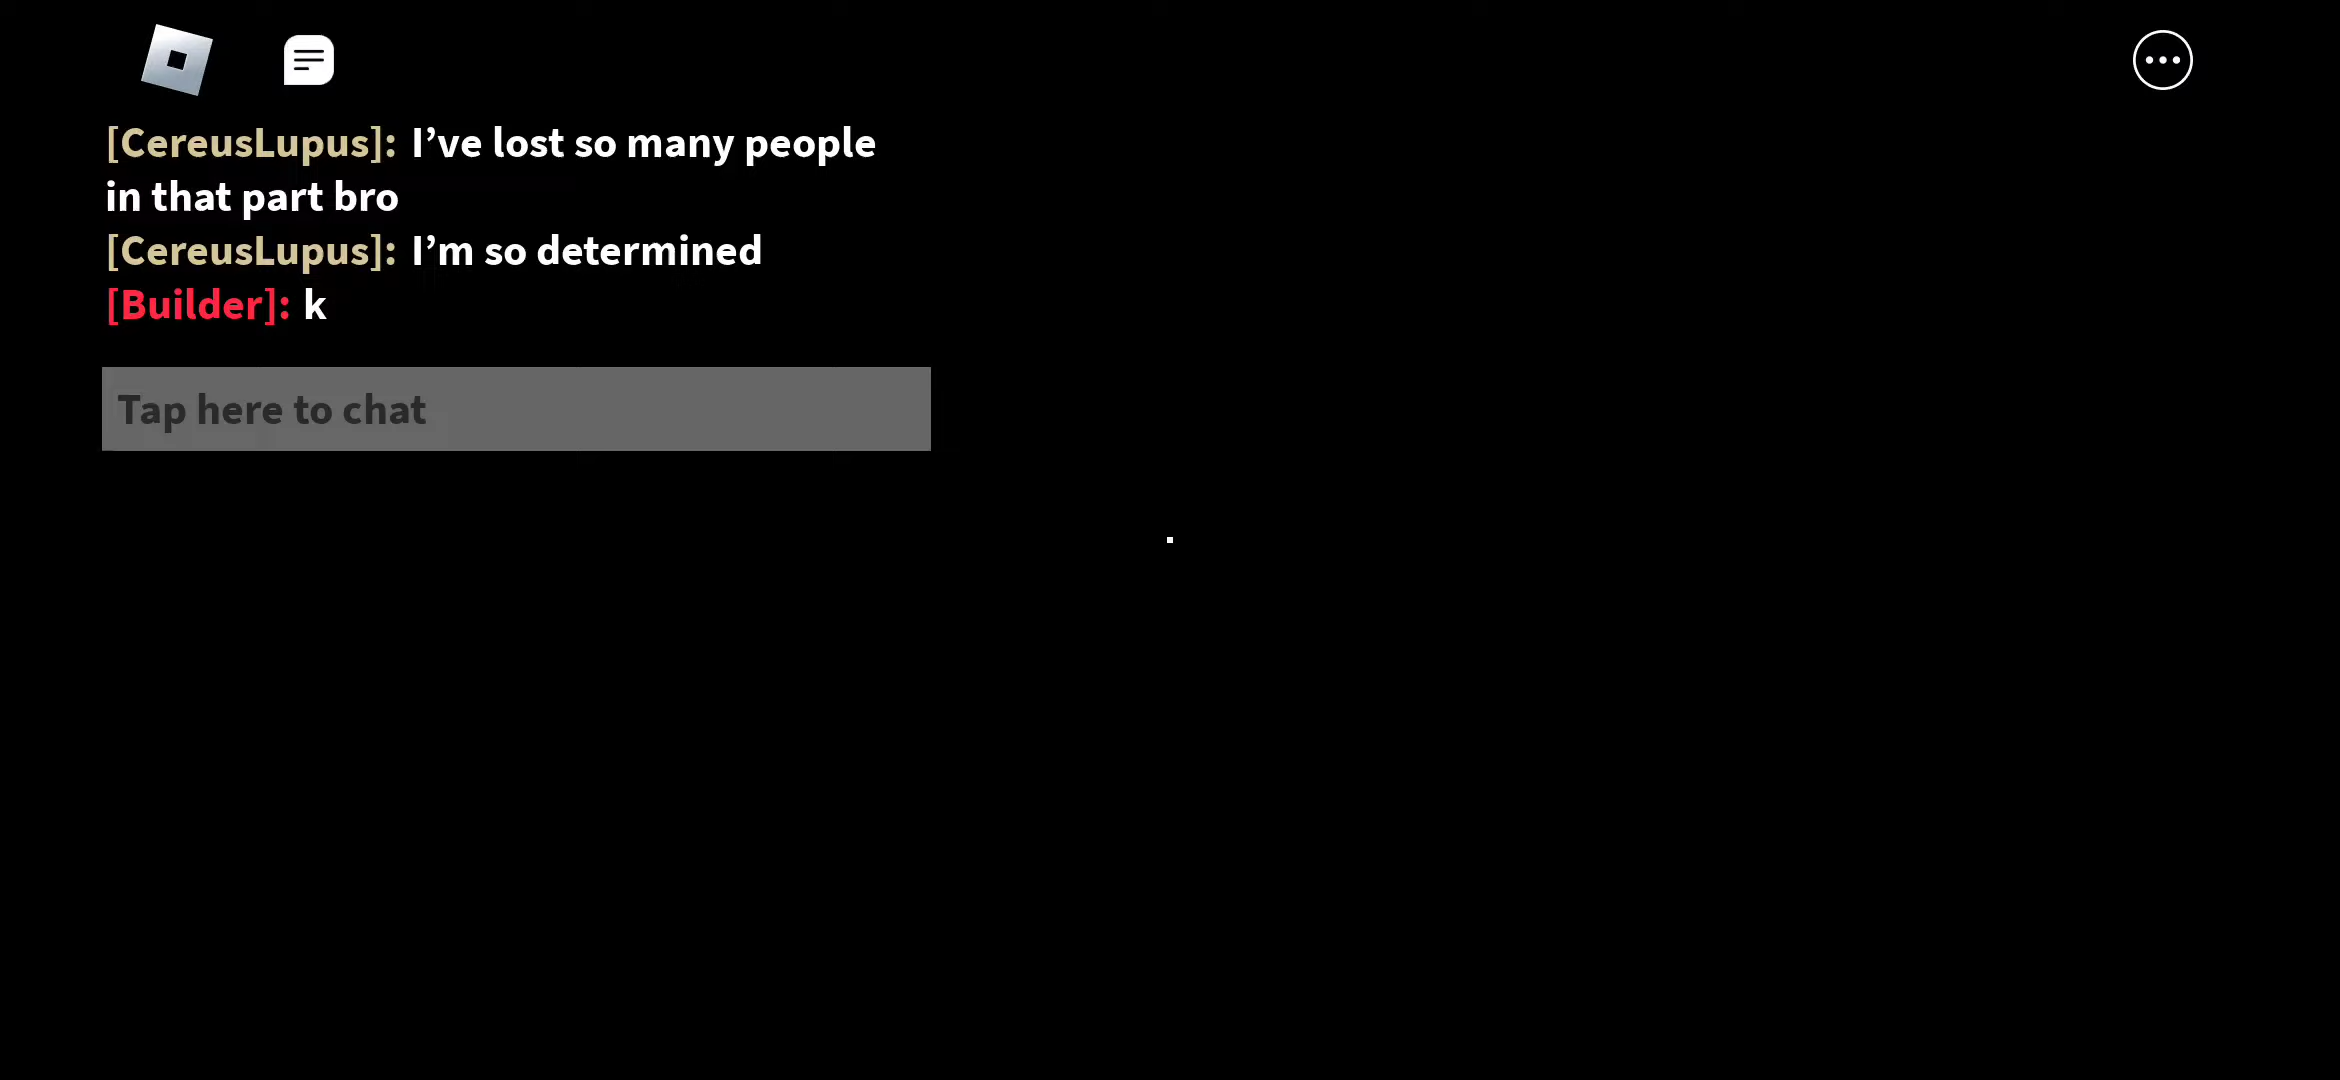 [CereusLupus]: I’ve lost so many people
in that part bro
[CereusLupus]: I’m so determined
[Builder]: k
Tap here to chat